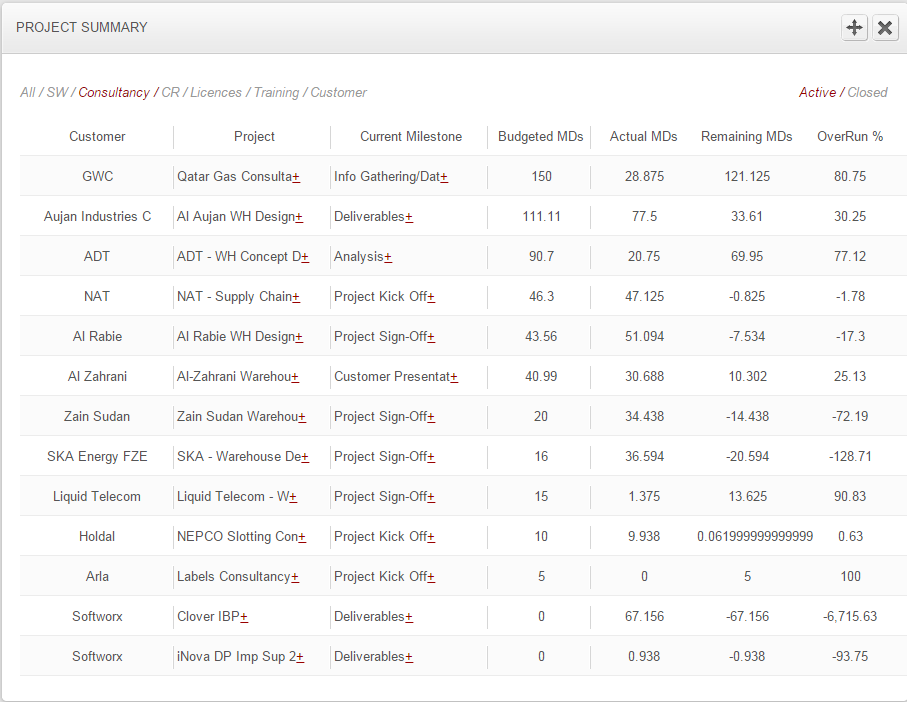 PROJECT SUMMARY
All / SW / Consultancy / CR / Licences / Training / Customer Active / Closed
Customer Project Current Milestone Budgeted MDs Actual MDs Remaining MDs OverRun %
GWC Qatar Gas Consulta+ Info Gathering/Dat+ 150 28.875 121.125 80.75
Aujan Industries C Al Aujan WH Design+ Deliverables+ 111.11 77.5 33.61 30.25
ADT ADT - WH Concept D+ Analysis+ 90.7 20.75 69.95 77.12
NAT NAT - Supply Chain+ Project Kick Off+ 46.3 47.125 -0.825 -1.78
Al Rabie Al Rabie WH Design+ Project Sign-Off+ 43.56 51.094 -7.534 -17.3
Al Zahrani Al-Zahrani Warehou+ Customer Presentat+ 40.99 30.688 10.302 25.13
Zain Sudan Zain Sudan Warehou+ Project Sign-Off+ 20 34.438 -14.438 -72.19
SKA Energy FZE SKA - Warehouse De+ Project Sign-Off+ 16 36.594 -20.594 -128.71
Liquid Telecom Liquid Telecom - W+ Project Sign-Off+ 15 1.375 13.625 90.83
Holdal NEPCO Slotting Con+ Project Kick Off+ 10 9.938 0.061999999999999 0.63
Arla Labels Consultancy+ Project Kick Off+ 5 0 5 100
Softworx Clover IBP+ Deliverables+ 0 67.156 -67.156 -6,715.63
Softworx iNova DP Imp Sup 2+ Deliverables+ 0 0.938 -0.938 -93.75